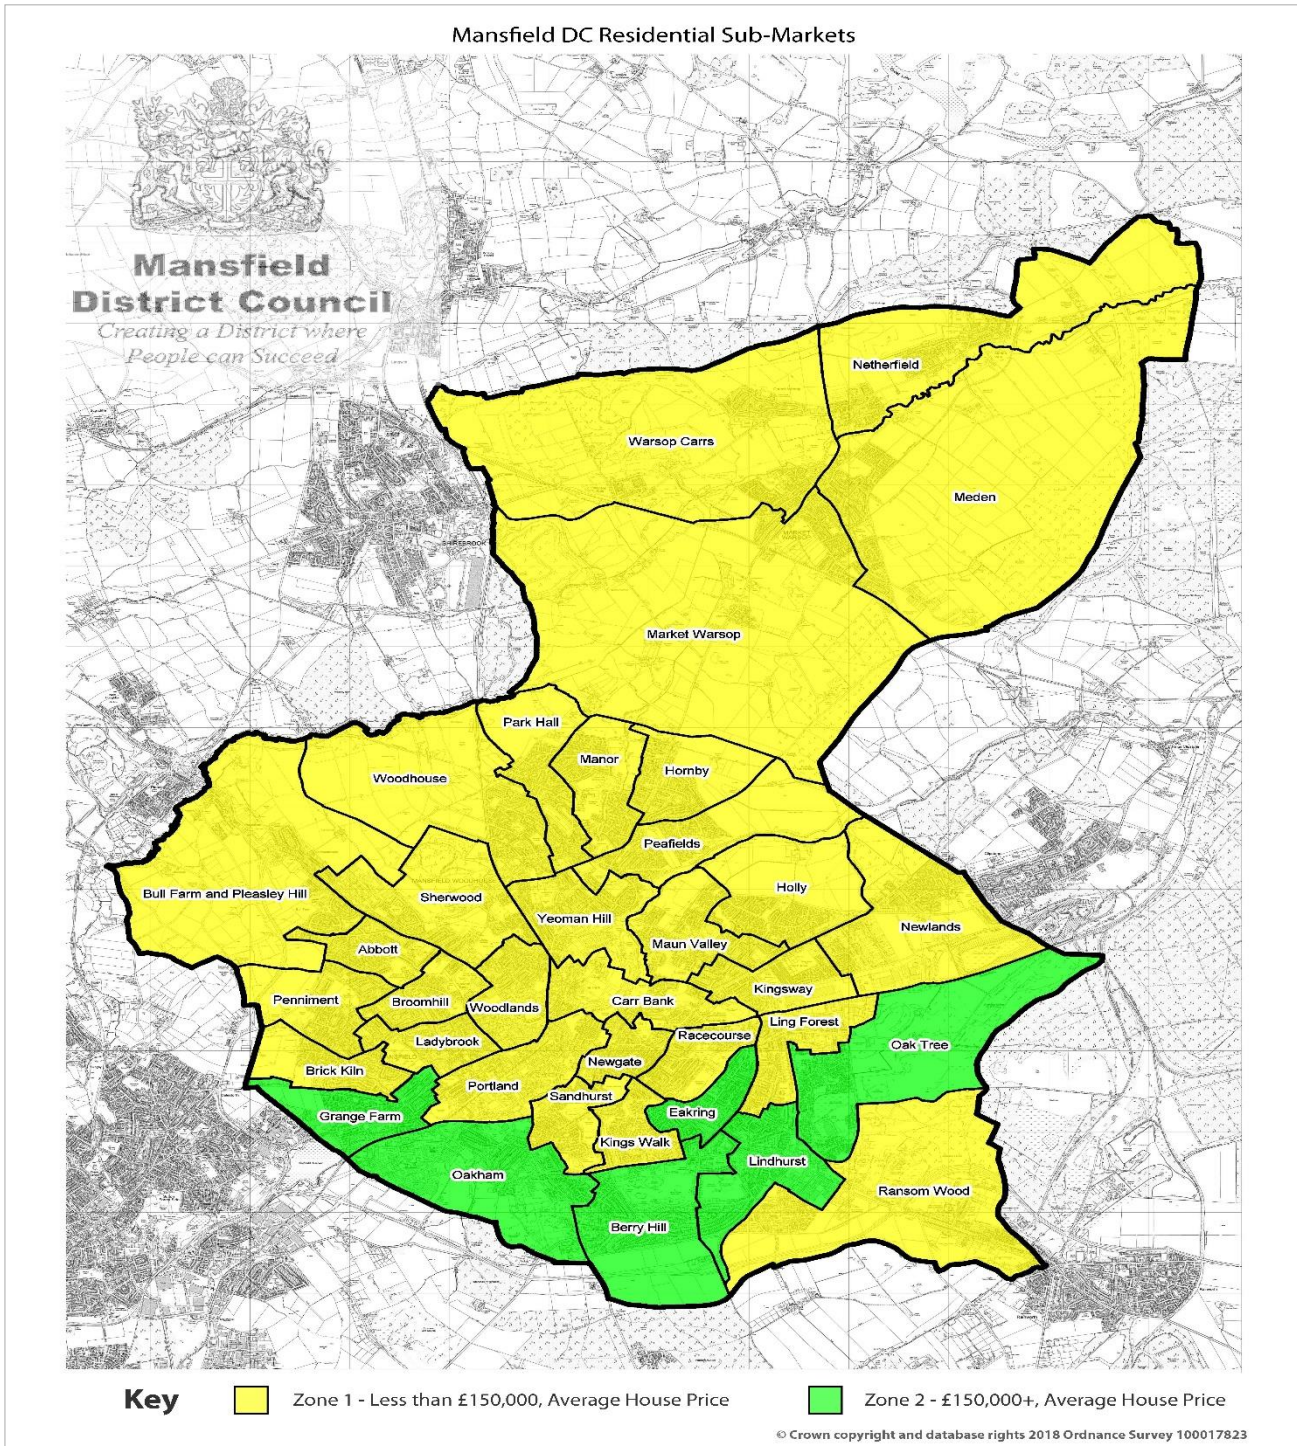 Mansfield DC Residential Sub-Markets
Mansfield
District Council
Creating a District where
People can Succeed
Netherfield
Warsop Carrs
Meden
SHIREBROOK
Market Warsop
Park Hall
Manor
Hornby
Woodhouse
Peafields
MANSFIELD WOODHOUSE
Bull Farm and Pleasley Hill
Sherwood
Holly
Yeoman Hill
Newlands
Abbott
Maun Valley
Penniment
Broomhill
Woodlands
Carr Bank
Kingsway
Ling Forest
Ladybrook
Racecourse
Oak Tree
Brick Kiln
Newgate
Portland
Sandhurst
Grange Farm
Eakring
Kings Walk
Oakham
Lindhurst
Ransom Wood
Berry Hill
Key
Zone 1 - Less than £150,000, Average House Price
Zone 2 - £150,000+, Average House Price
© Crown copyright and database rights 2018 Ordnance Survey 100017823